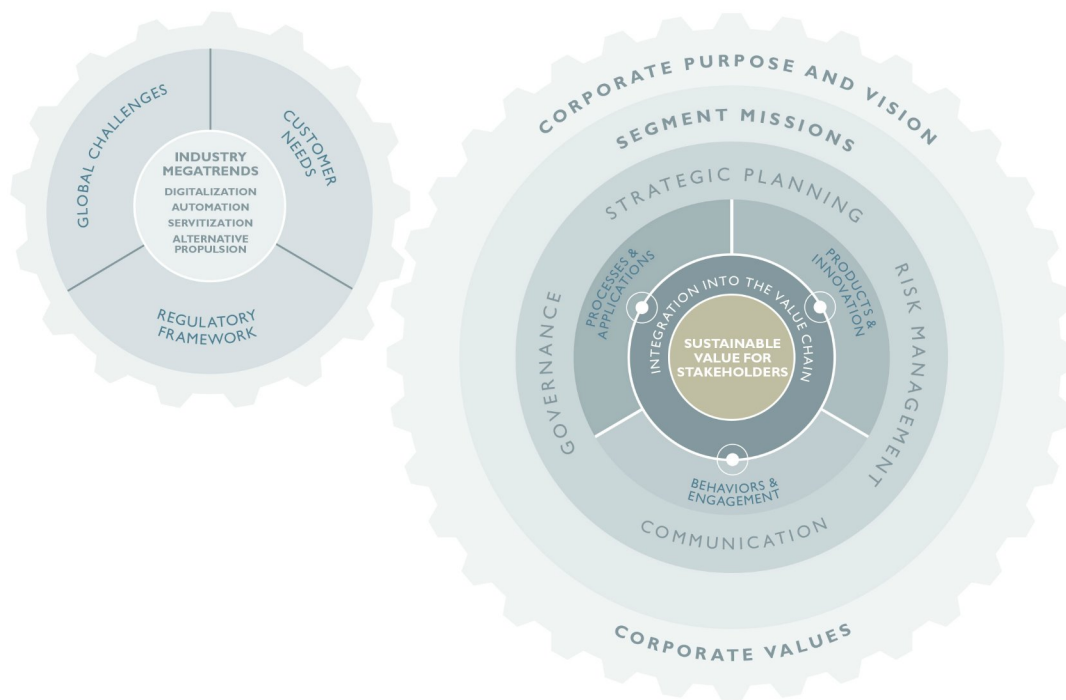 GLOBAL CHALLENGES
CUSTOMER
NEEDS
INDUSTRY
MEGATRENDS
DIGITALIZATION
AUTOMATION
SERVITIZATION
ALTERNATIVE
PROPULSION
REGULATORY
FRAMEWORK
CORPORATE PURPOSE AND VISION
SEGMENT MISSIONS
STRATEGIC PLANNING
GOVERNANCE
RISK MANAGEMENT
COMMUNICATION
PROCESSES &
APPLICATIONS
PRODUCTS &
INNOVATION
BEHAVIORS &
ENGAGEMENT
INTEGRATION INTO THE VALUE CHAIN
SUSTAINABLE
VALUE FOR
STAKEHOLDERS
CORPORATE VALUES